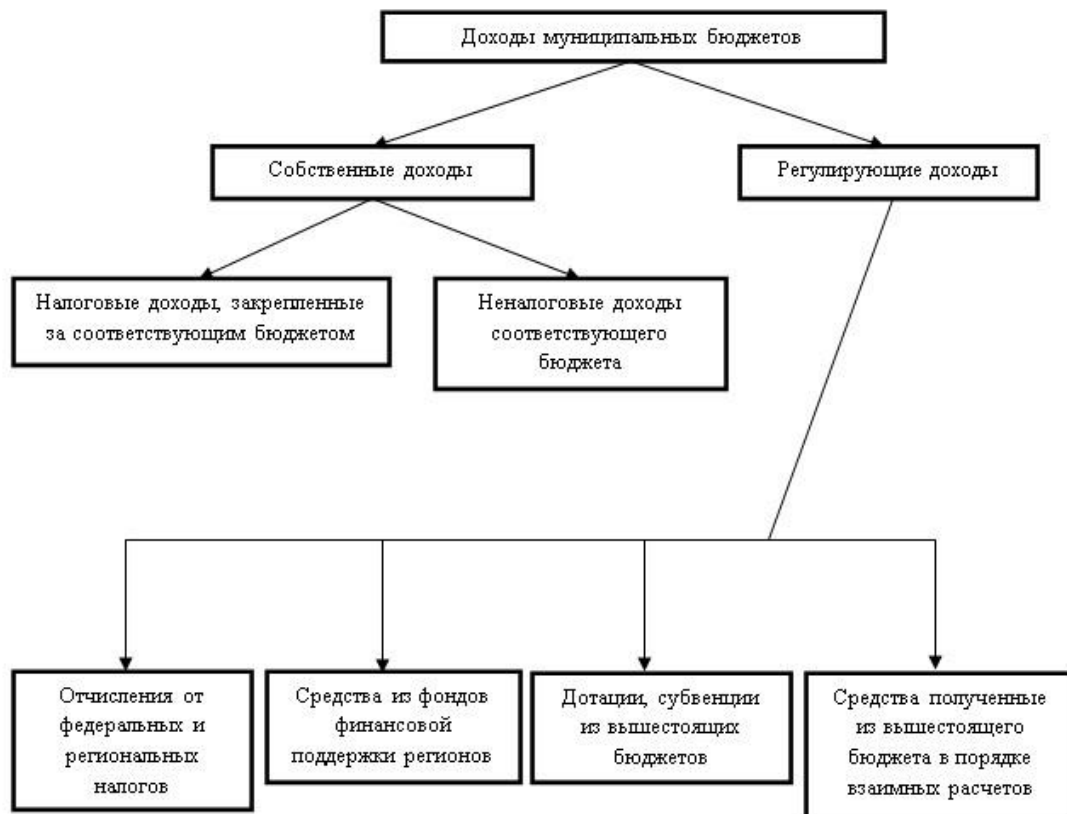 Доходы муниципальных бюджетов
Собственные доходы
Регулирующие доходы
Налоговые доходы, закрепленные
за соответствующим бюджетом
Неналоговые доходы
соответствующего
бюджета
Отчисления от
федеральных и
региональных
налогов
Средства из фондов
финансовой
поддержки регионов
Дотации, субвенции
из вышестоящих
бюджетов
Средства полученные
из вышестоящего
бюджета в порядке
взаимных расчетов